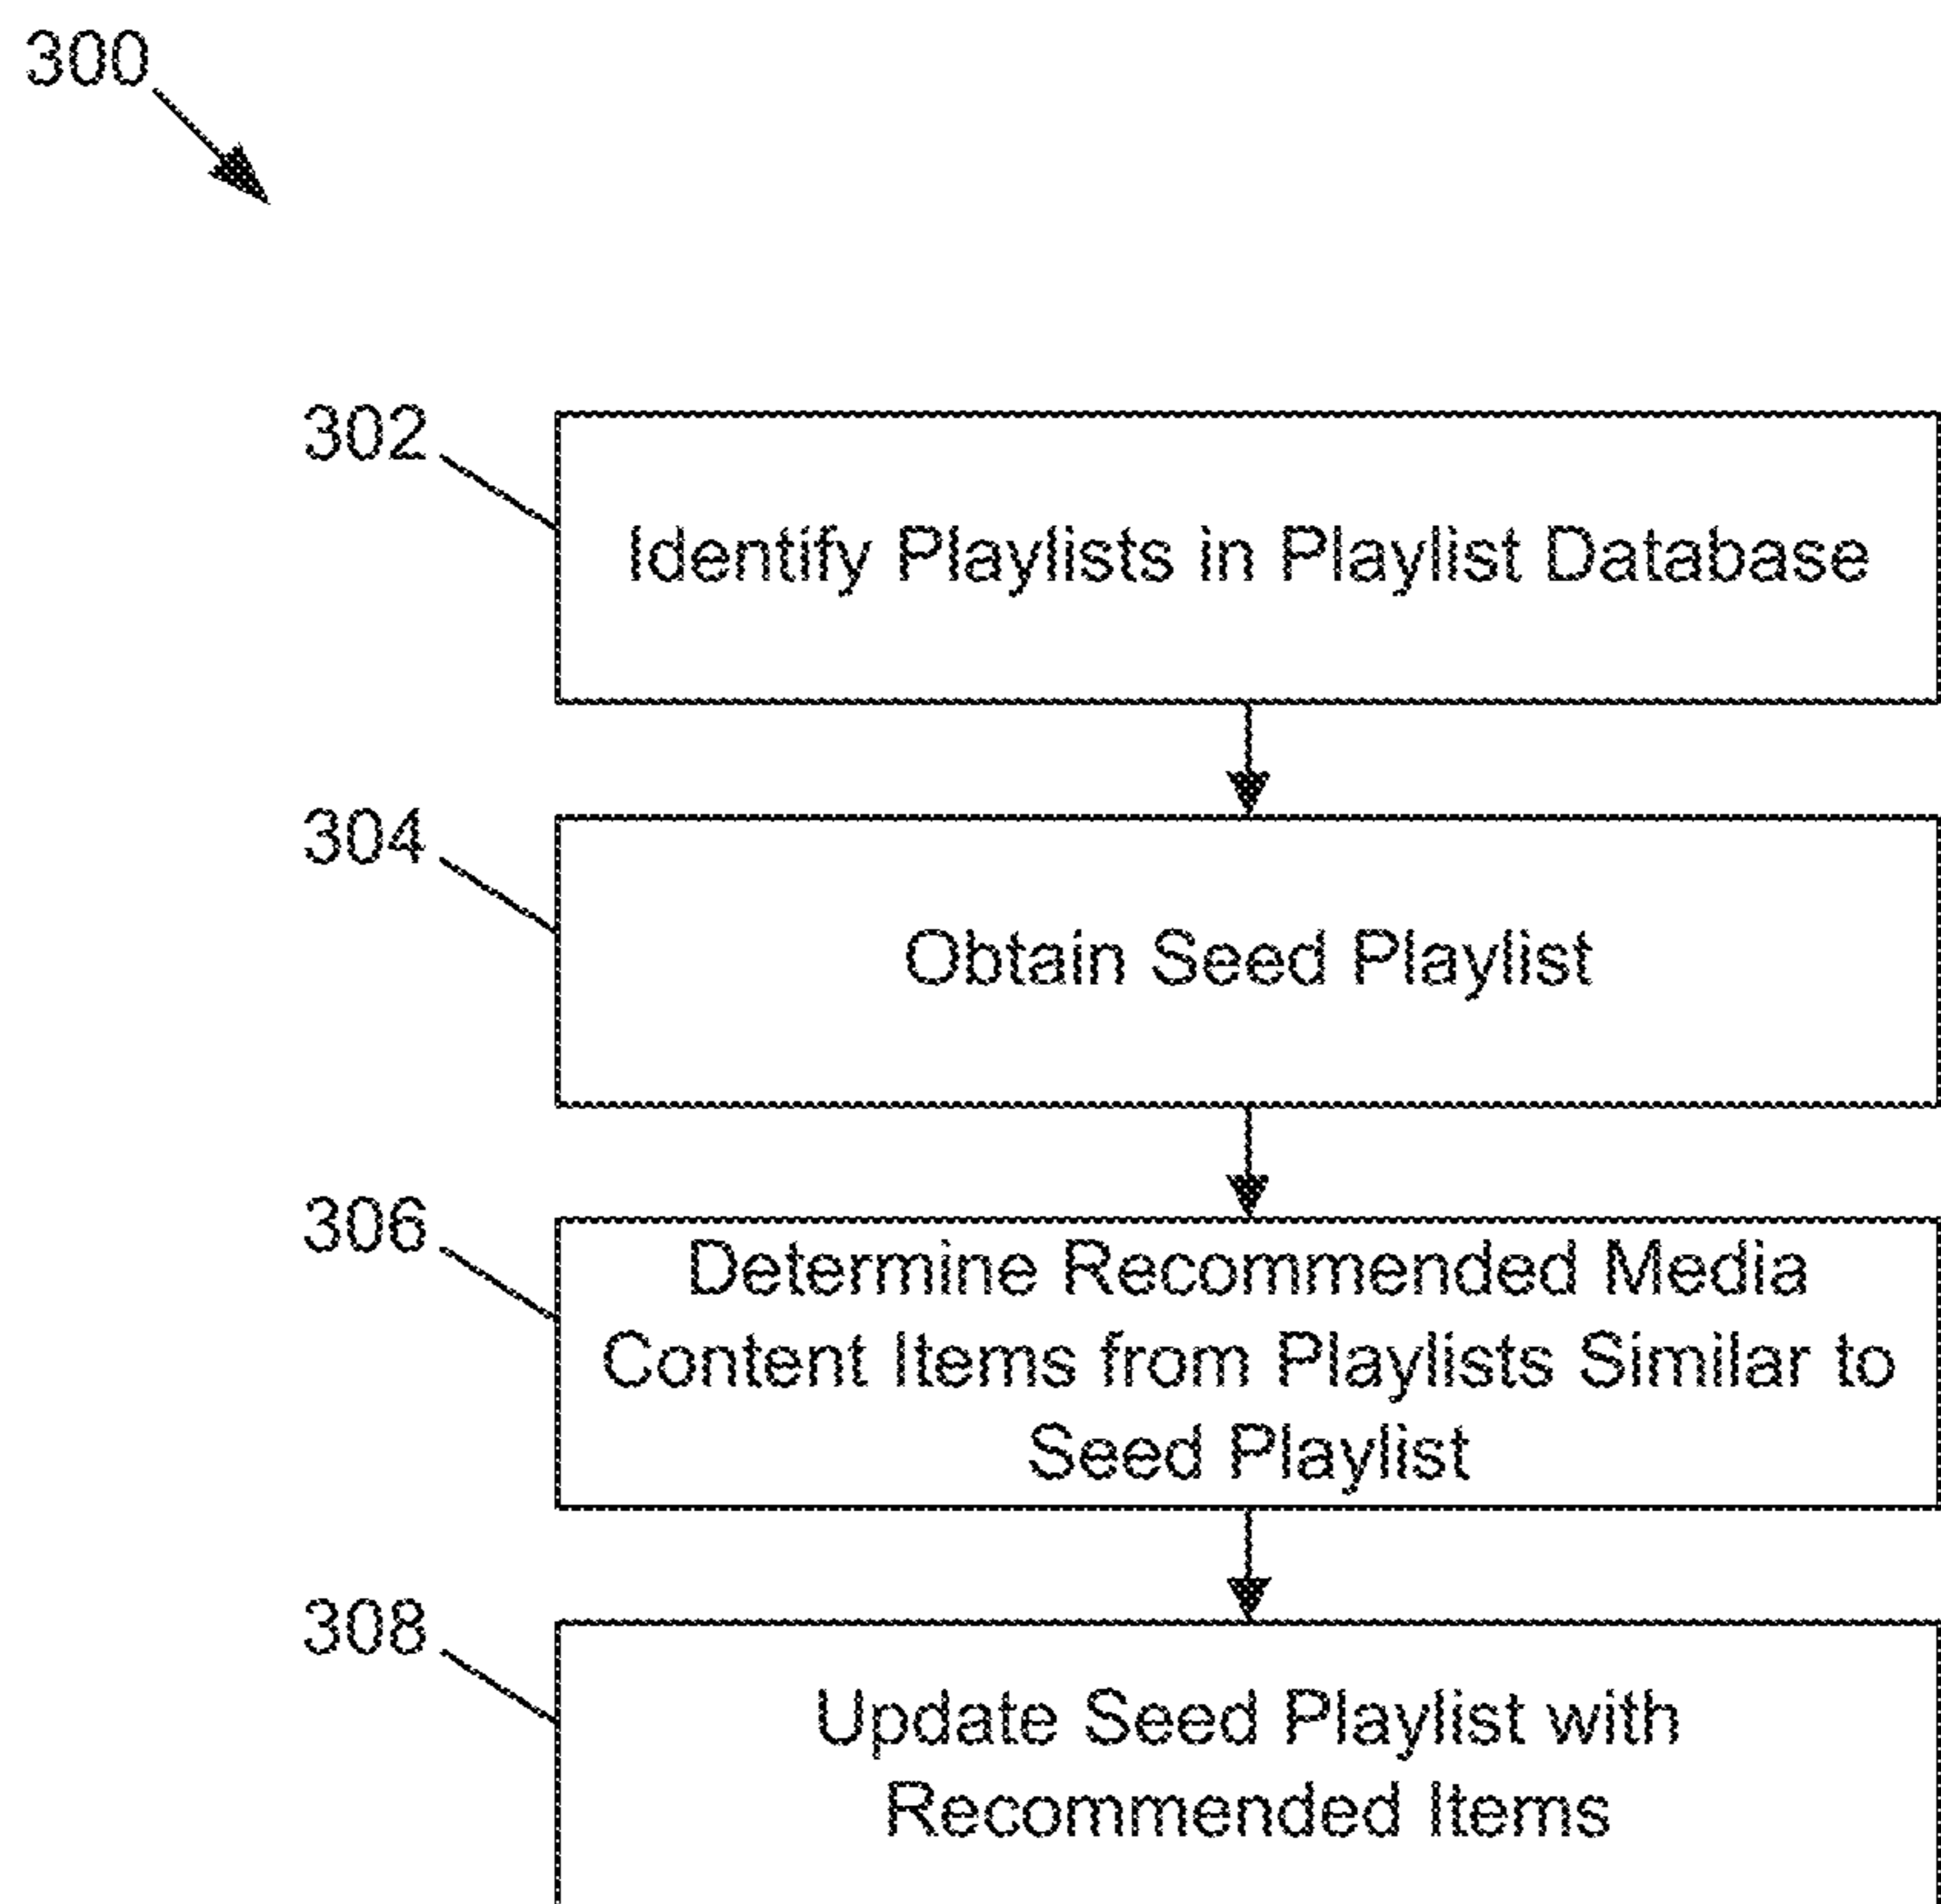 300
302
Identify Playlists in Playlist Database
304
Obtain Seed Playlist
306
Determine Recommended Media
Content Items from Playlists Similar to
Seed Playlist
308
Update Seed Playlist with
Recommended Items